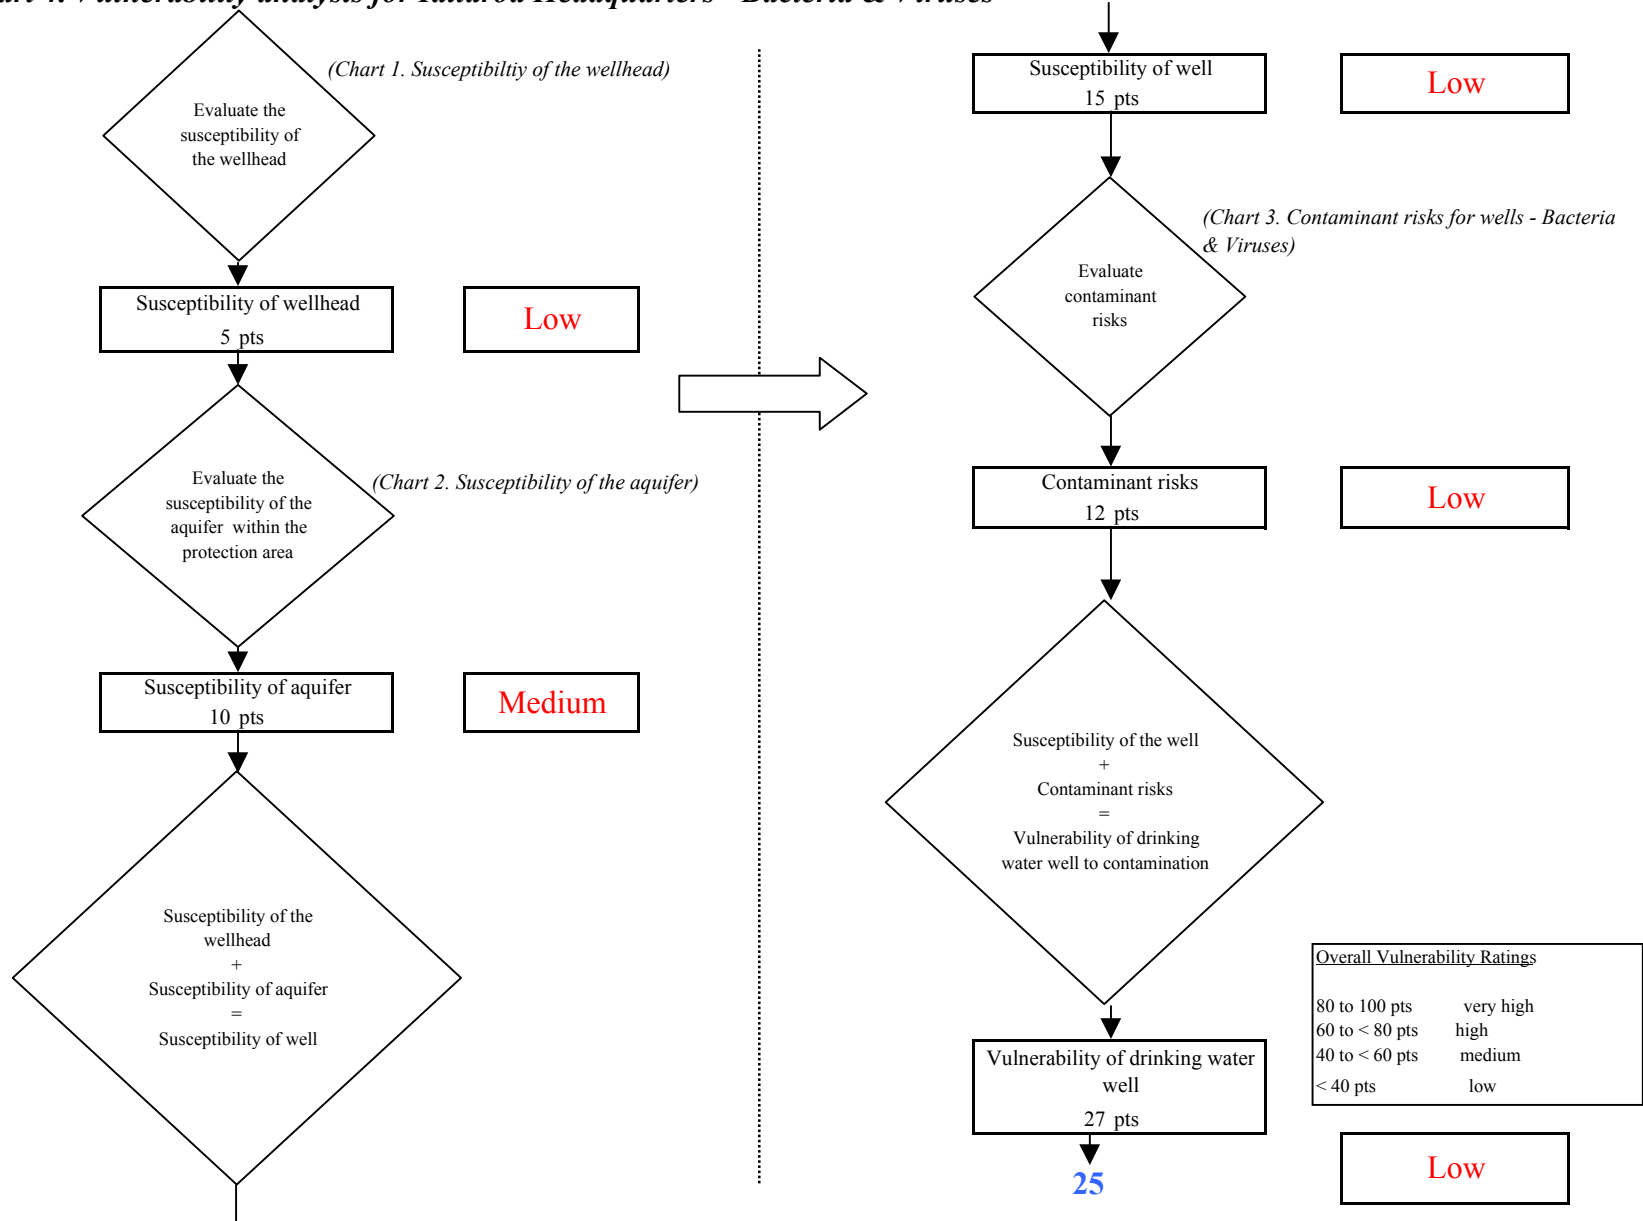 Vulnerability analysis for
Headquarters - Bacteria & Viruses
(Chart 1. Susceptibiltiy of the wellhead)
Evaluate the
susceptibility of
the wellhead
Susceptibility of wellhead
5 pts
Low
Evaluate the
susceptibility of the
aquifer within the
protection area
(Chart 2. Susceptibility of the aquifer)
Susceptibility of aquifer
10 pts
Medium
Susceptibility of the
wellhead
+
Susceptibility of aquifer
=
Susceptibility of well
Susceptibility of well
15 pts
Low
(Chart 3. Contaminant risks for wells - Bacteria
& Viruses)
Evaluate
contaminant
risks
Contaminant risks
12 pts
Low
Susceptibility of the well
+
Contaminant risks
=
Vulnerability of drinking
water well to contamination
Overall Vulnerability Ratings
80 to 100 pts very high
60 to < 80 pts high
40 to < 60 pts medium
< 40 pts low
Vulnerability of drinking water
well
27 pts
25
Low